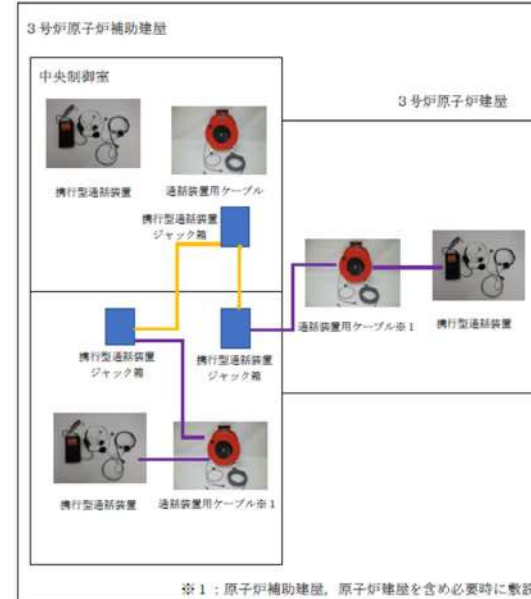 3号炉原子炉補助建屋
中央制御室
3号炉原子炉建屋
携行型通話装置
通話装置用ケーブル
携行型通話装置
ジャック箱
通話装置用ケーブル※1
携行型通話装置
携行型通話装置
ジャック箱
携行型通話装置
ジャック箱
携行型通話装置
通話装置用ケーブル※1
※1：原子炉補助建屋，原子炉建屋を含め必要時に敷設